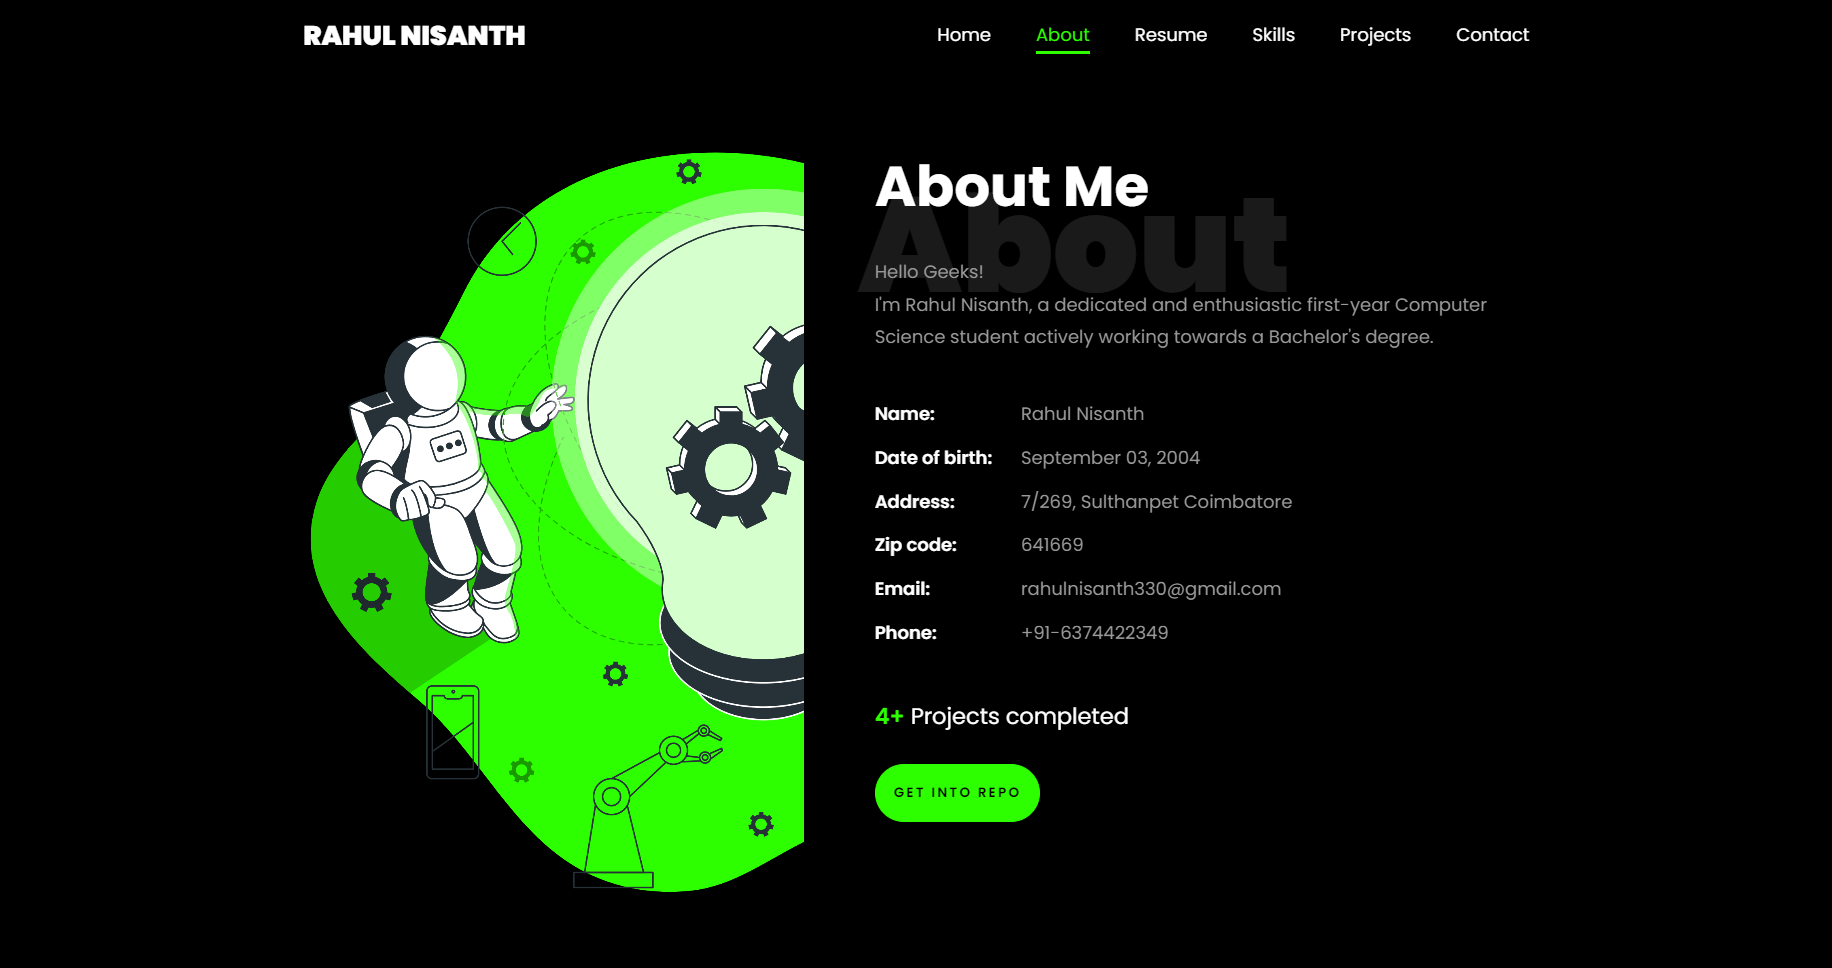 RAHUL NISANTH
Home About Resume Skills Projects Contact
About Me
About
Hello Geeks!
I'm Rahul Nisanth, a dedicated and enthusiastic first-year Computer
Science student actively working towards a Bachelor's degree.
Name: Rahul Nisanth
Date of birth: September 03, 2004
Address: 7/269, Sulthanpet Coimbatore
Zip code: 641669
Email: rahulnisanth330@gmail.com
Phone: +91-6374422349
4+ Projects completed
GET INTO REPO